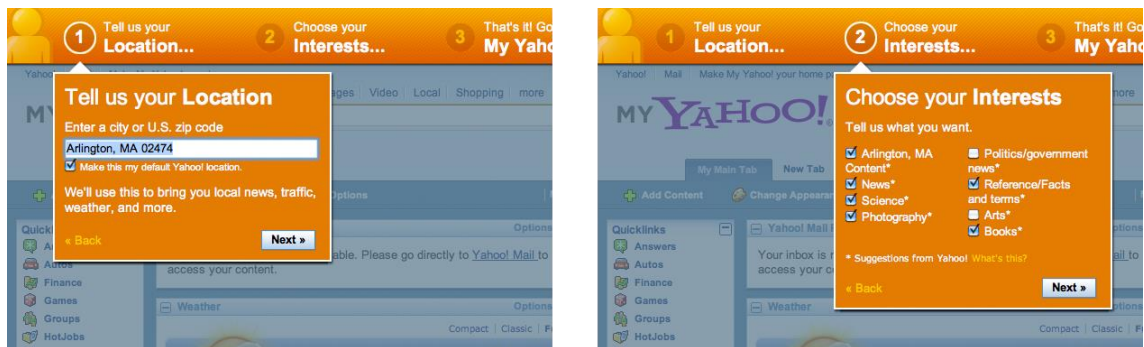 1 Tell us your Location...
2 Choose your Interests...
3 That's it! Go
My Yaho
Tell us your Location
Enter a city or U.S. zip code
Arlington, MA 02474
Make this my default Yahoo! location.
We'll use this to bring you local news, traffic,
weather, and more.
« Back
Next »
Video Local Shopping more
Options
Quicklinks
Answers
Autos
Finance
Games
Groups
HotJobs
Options
able. Please go directly to Yahoo! Mail to
access your content.
Weather
Options
Compact | Classic |
1 Tell us your Location...
2 Choose your Interests...
3 That's it! Go
My Yaho
Yahoo! Mail Make My Yahoo! your home p
MY YAHOO!
My Main Tab New Tab
Add Content Change Appearan
Choose your Interests
Tell us what you want.
Arlington, MA
Content*
News*
Science*
Photography*
Politics/government
news*
Reference/Facts
and terms*
Arts*
Books*
* Suggestions from Yahoo! What's this?
« Back
Next »
more
Quicklinks
Answers
Autos
Finance
Games
Groups
HotJobs
Yahoo! Mail
Your inbox is
access your
Weather
Options
Compact | Classic |